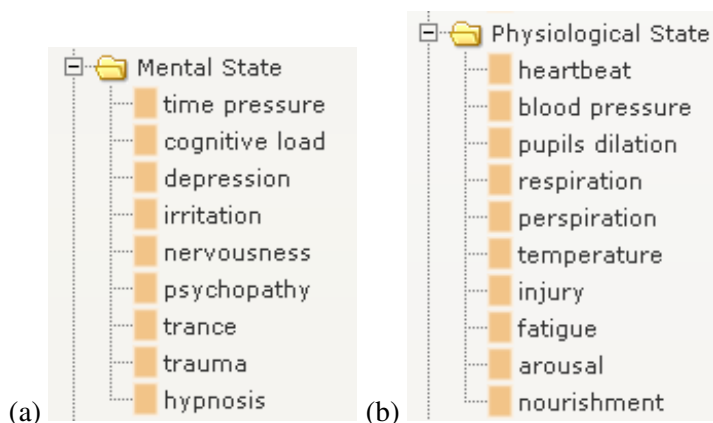 Mental State
time pressure
cognitive load
depression
irritation
nervousness
psychopathy
trance
trauma
hypnosis
(a)
Physiological State
heartbeat
blood pressure
pupils dilation
respiration
perspiration
temperature
injury
fatigue
arousal
nourishment
(b)